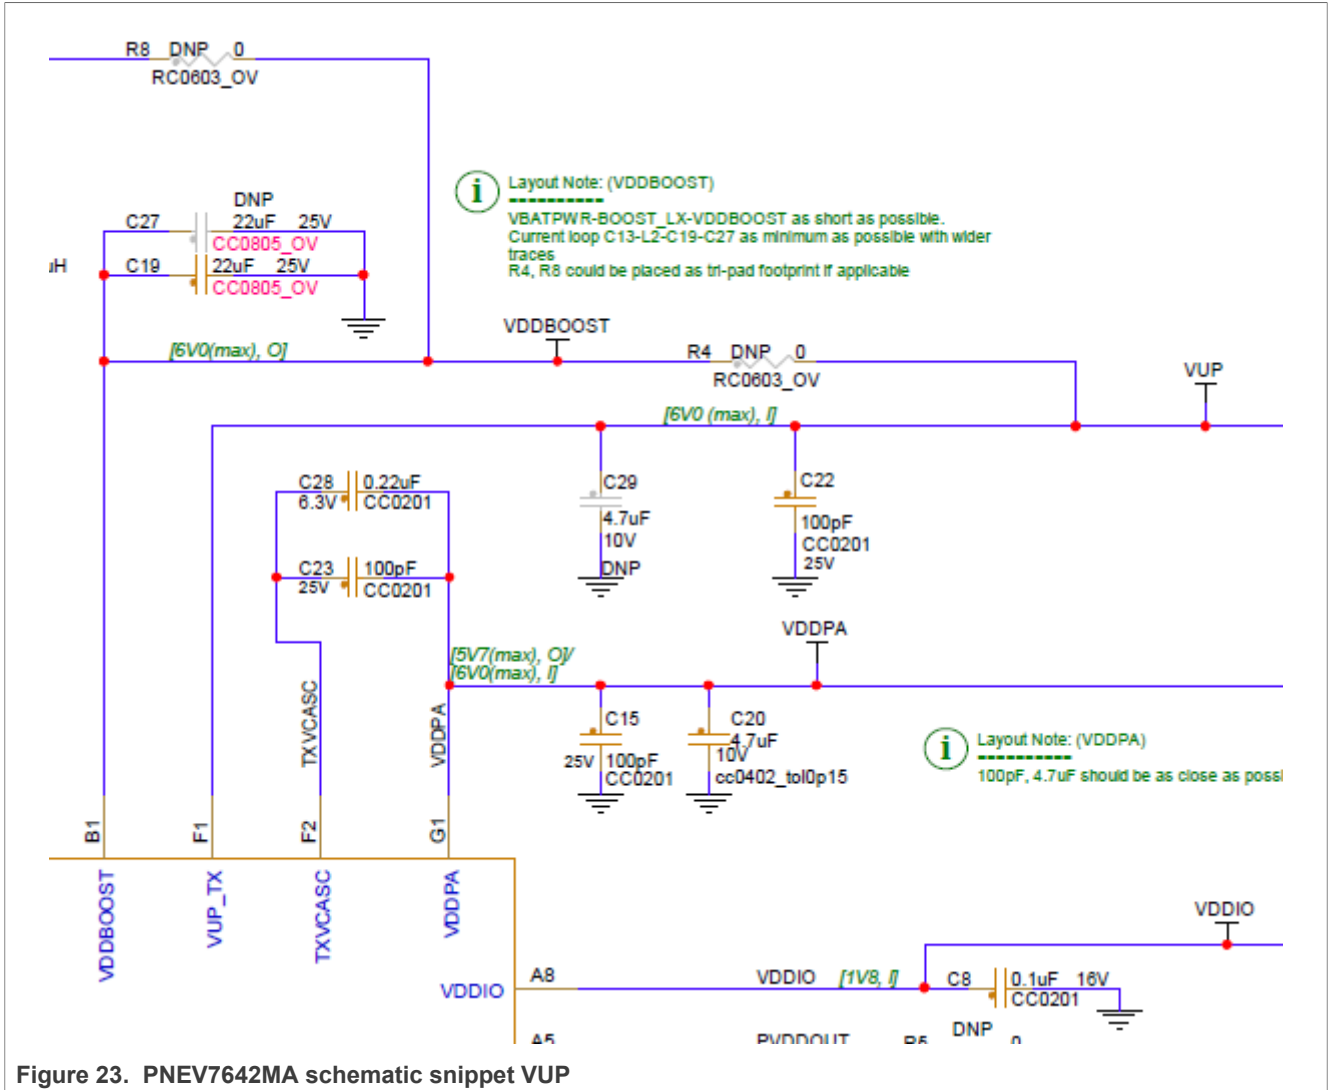 R8 DNP 0
RC0603_OV
Layout Note: (VDDBOOST)
----------
VBATPWR-BOOST_LX-VDDBOOST as short as possible.
Current loop C13-L2-C19-C27 as minimum as possible with wider
traces
R4, R8 could be placed as tri-pad footprint if applicable
DNP
C27 22uF 25V
CC0805_OV
uH
C19 22uF 25V
CC0805_OV
[6V0(max), O]
VDDBOOST
R4 DNP 0
RC0603_OV
VUP
[6V0 (max), I]
C28 0.22uF
6.3V CC0201
C29
4.7uF
10V
DNP
C22
100pF
CC0201
25V
C23 100pF
25V CC0201
VDDPA
[5V7(max), O]/
[6V0(max), I]
TXVCASC
VDDPA
C15
25V 100pF
CC0201
C20
4.7uF
10V
cc0402_tol0p15
i
Layout Note: (VDDPA)
----------
100pF, 4.7uF should be as close as
B1
F1
F2
G1
VDDBOOST
VUP_TX
TXVCASC
VDDPA
VDDIO
VDDIO
A8
VDDIO [1V8, I]
C8 0.1uF 16V
CC0201
DNP
A5
PVDDOUT
R5
0
Figure 23. PNEV7642MA schematic snippet VUP